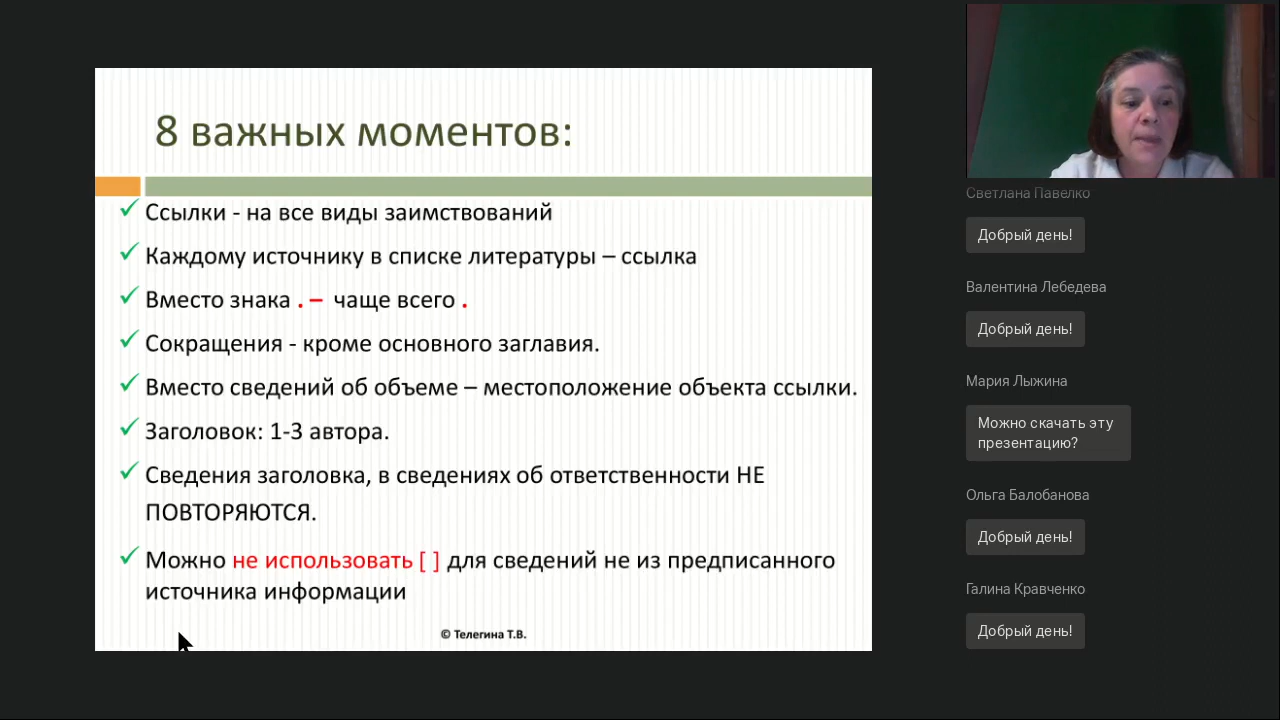 8 важных моментов:
Ссылки - на все виды заимствований
Каждому источнику в списке литературы – ссылка
Вместо знака . – чаще всего .
Сокращения - кроме основного заглавия.
Вместо сведений об объеме – местоположение объекта ссылки.
Заголовок: 1-3 автора.
Сведения заголовка, в сведениях об ответственности НЕ
ПОВТОРЯЮТСЯ.
Можно не использовать [ ] для сведений не из предписанного
источника информации
© Телегина Т.В.
Светлана Павелко
Добрый день!
Валентина Лебедева
Добрый день!
Мария Лыжина
Можно скачать эту
презентацию?
Ольга Балобанова
Добрый день!
Галина Кравченко
Добрый день!